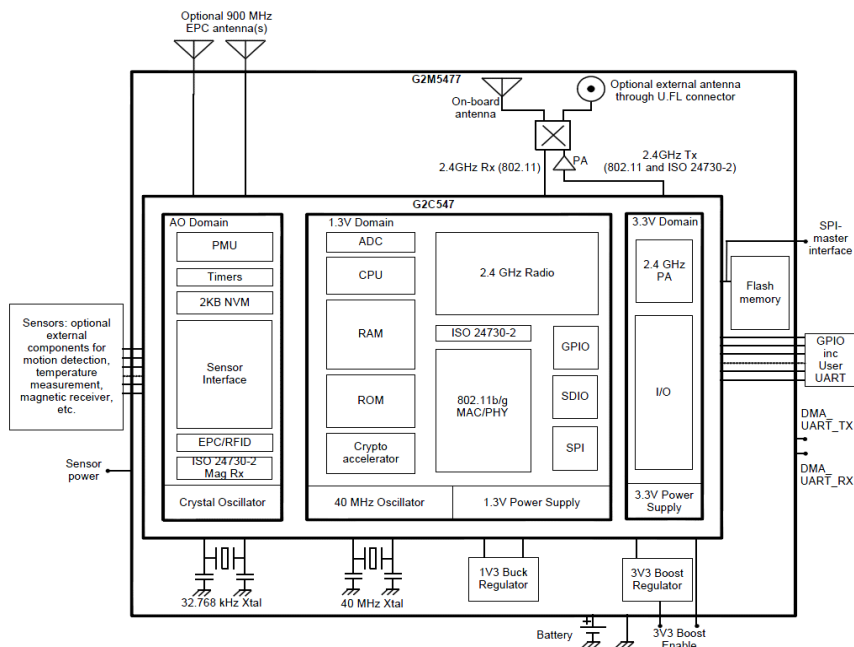 Optional 900 MHz
EPC antenna(s)
G2M5477
On-board
antenna
Optional external antenna
through U.FL connector
PA
2.4GHz Rx (802.11)
2.4GHz Tx
(802.11 and ISO 24730-2)
G2C547
AO Domain
PMU
Timers
2KB NVM
Sensor
Interface
EPC/RFID
ISO 24730-2
Mag Rx
Crystal Oscillator
1.3V Domain
ADC
CPU
RAM
ROM
Crypto
accelerator
2.4 GHz Radio
ISO 24730-2
802.11b/g
MAC/PHY
GPIO
SDIO
SPI
40 MHz Oscillator
1.3V Power Supply
3.3V Domain
2.4 GHz
PA
I/O
3.3V Power
Supply
SPI-
master
interface
Flash
memory
Sensors: optional
external
components for
motion detection,
temperature
measurement,
magnetic receiver,
etc.
GPIO
inc
User
UART
DMA_
UART_TX
DMA_
UART_RX
Sensor
power
32.768 kHz Xtal
40 MHz Xtal
1V3 Buck
Regulator
3V3 Boost
Regulator
Battery
+
3V3 Boost
Enable